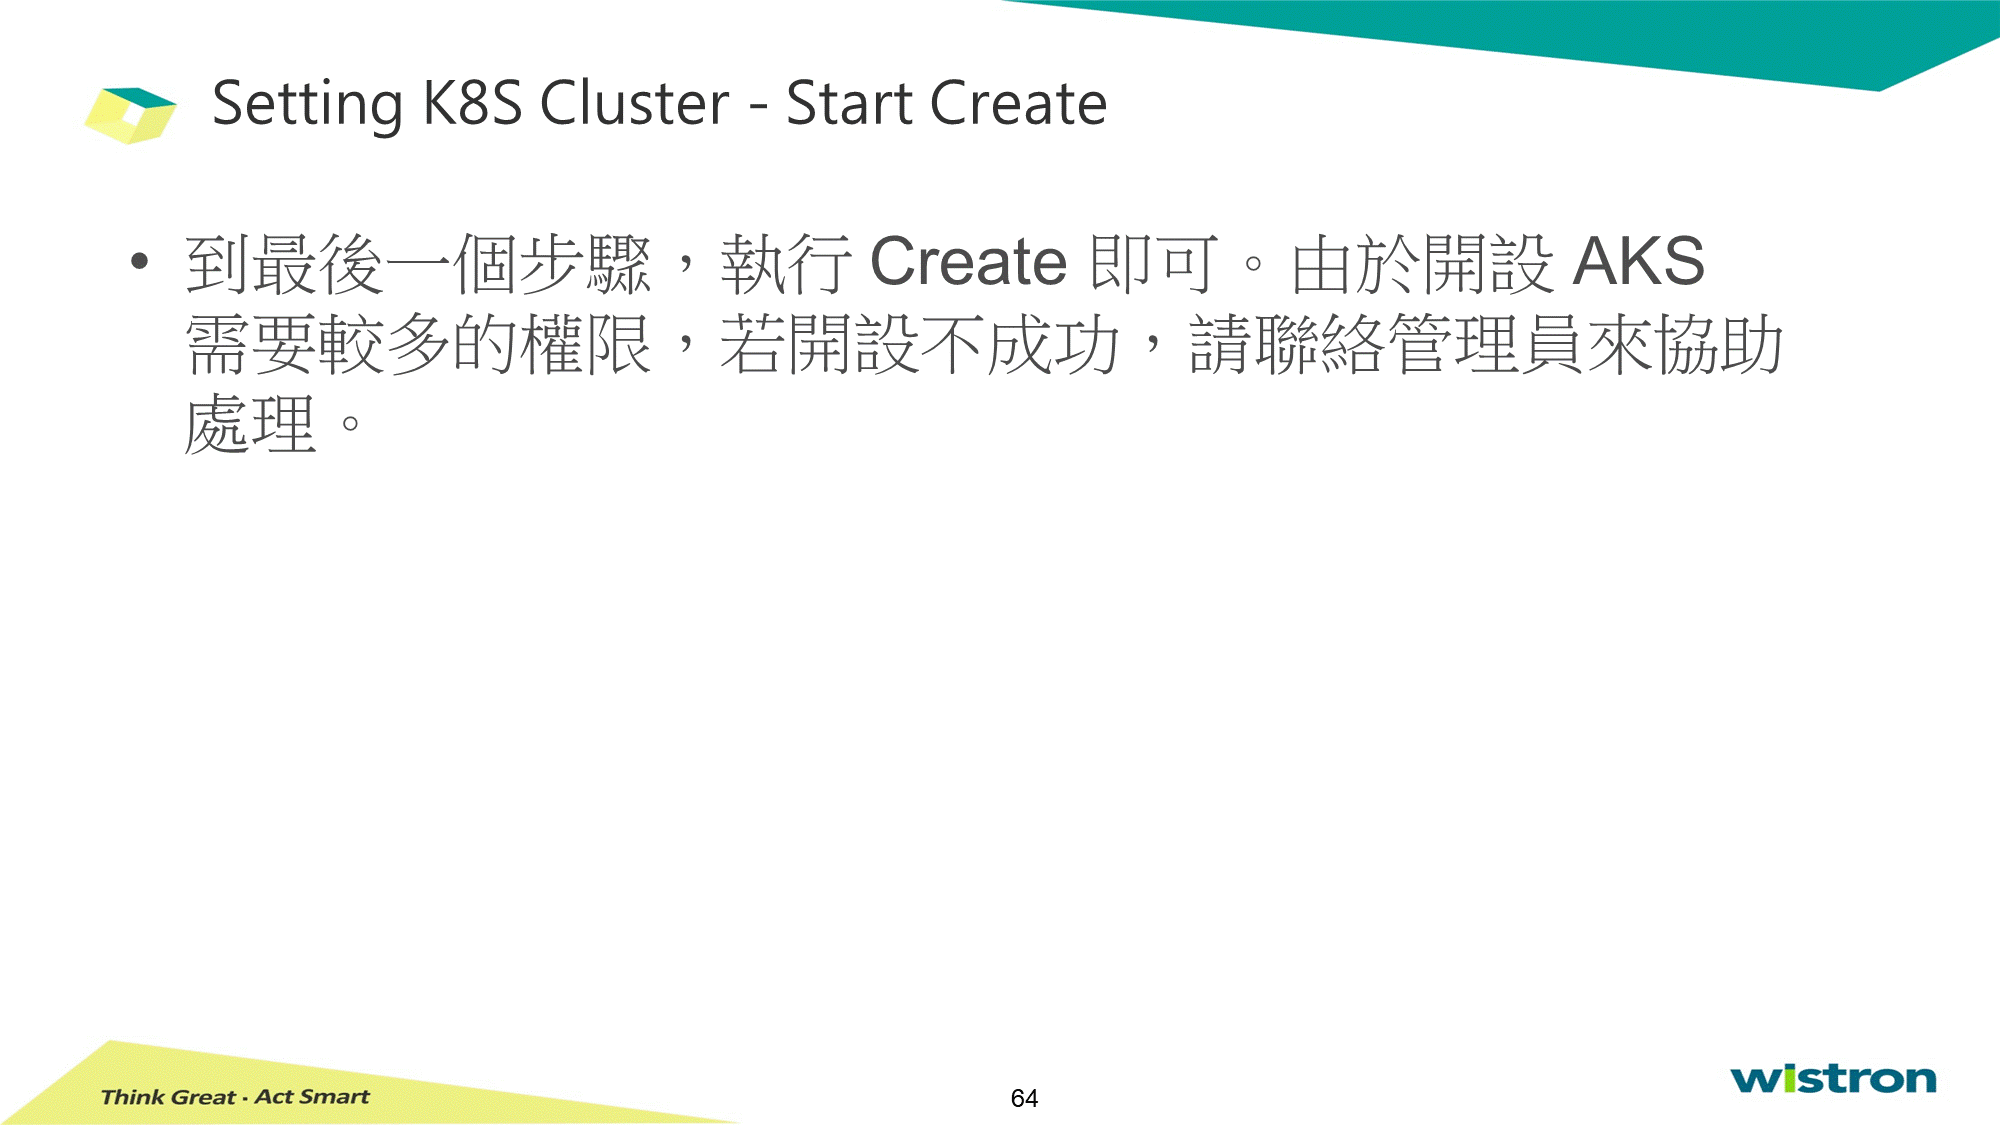 Setting K8S Cluster - Start Create
• 到最後一個步驟，執行 Create 即可。由於開設 AKS
需要較多的權限，若開設不成功，請聯絡管理員來協助
處理。
Think Great · Act Smart
64
wistron